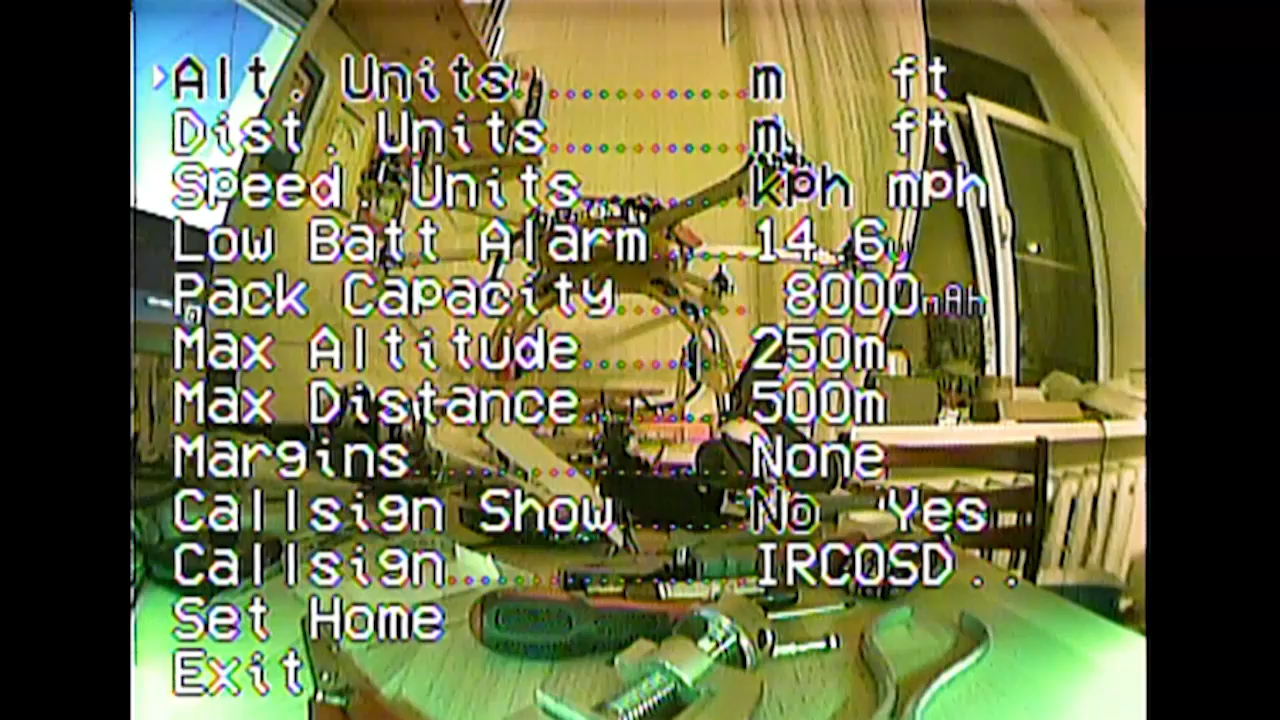 Alt. Units............m ft
Dist. Units............m ft
Speed. Units..........kph mph
Low Batt Alarm......14.6v
Pack Capacity........8000mAh
Max Altitude..........250m
Max Distance..........500m
Margins....................None
Callsign Show.......No Yes
Callsign..................IRCOSD..
Set Home
Exit